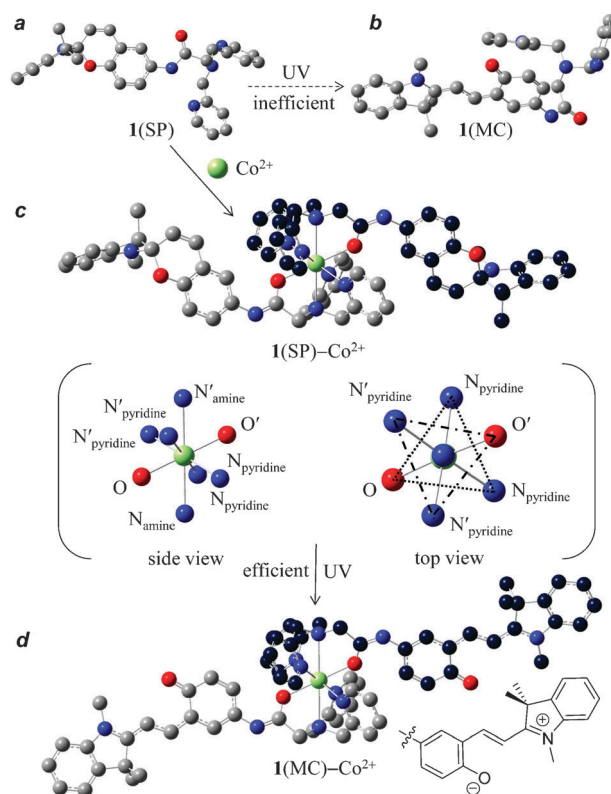 a
b
UV
inefficient
1(SP)
1(MC)
Co2+
c
1(SP)–Co2+
N′amine
N′pyridine
O′
O
Npyridine
Npyridine
Namine
side view
Npyridine
N′pyridine
O′
O
Npyridine
N′pyridine
top view
efficient
UV
d
1(MC)–Co2+
+
N
O
−